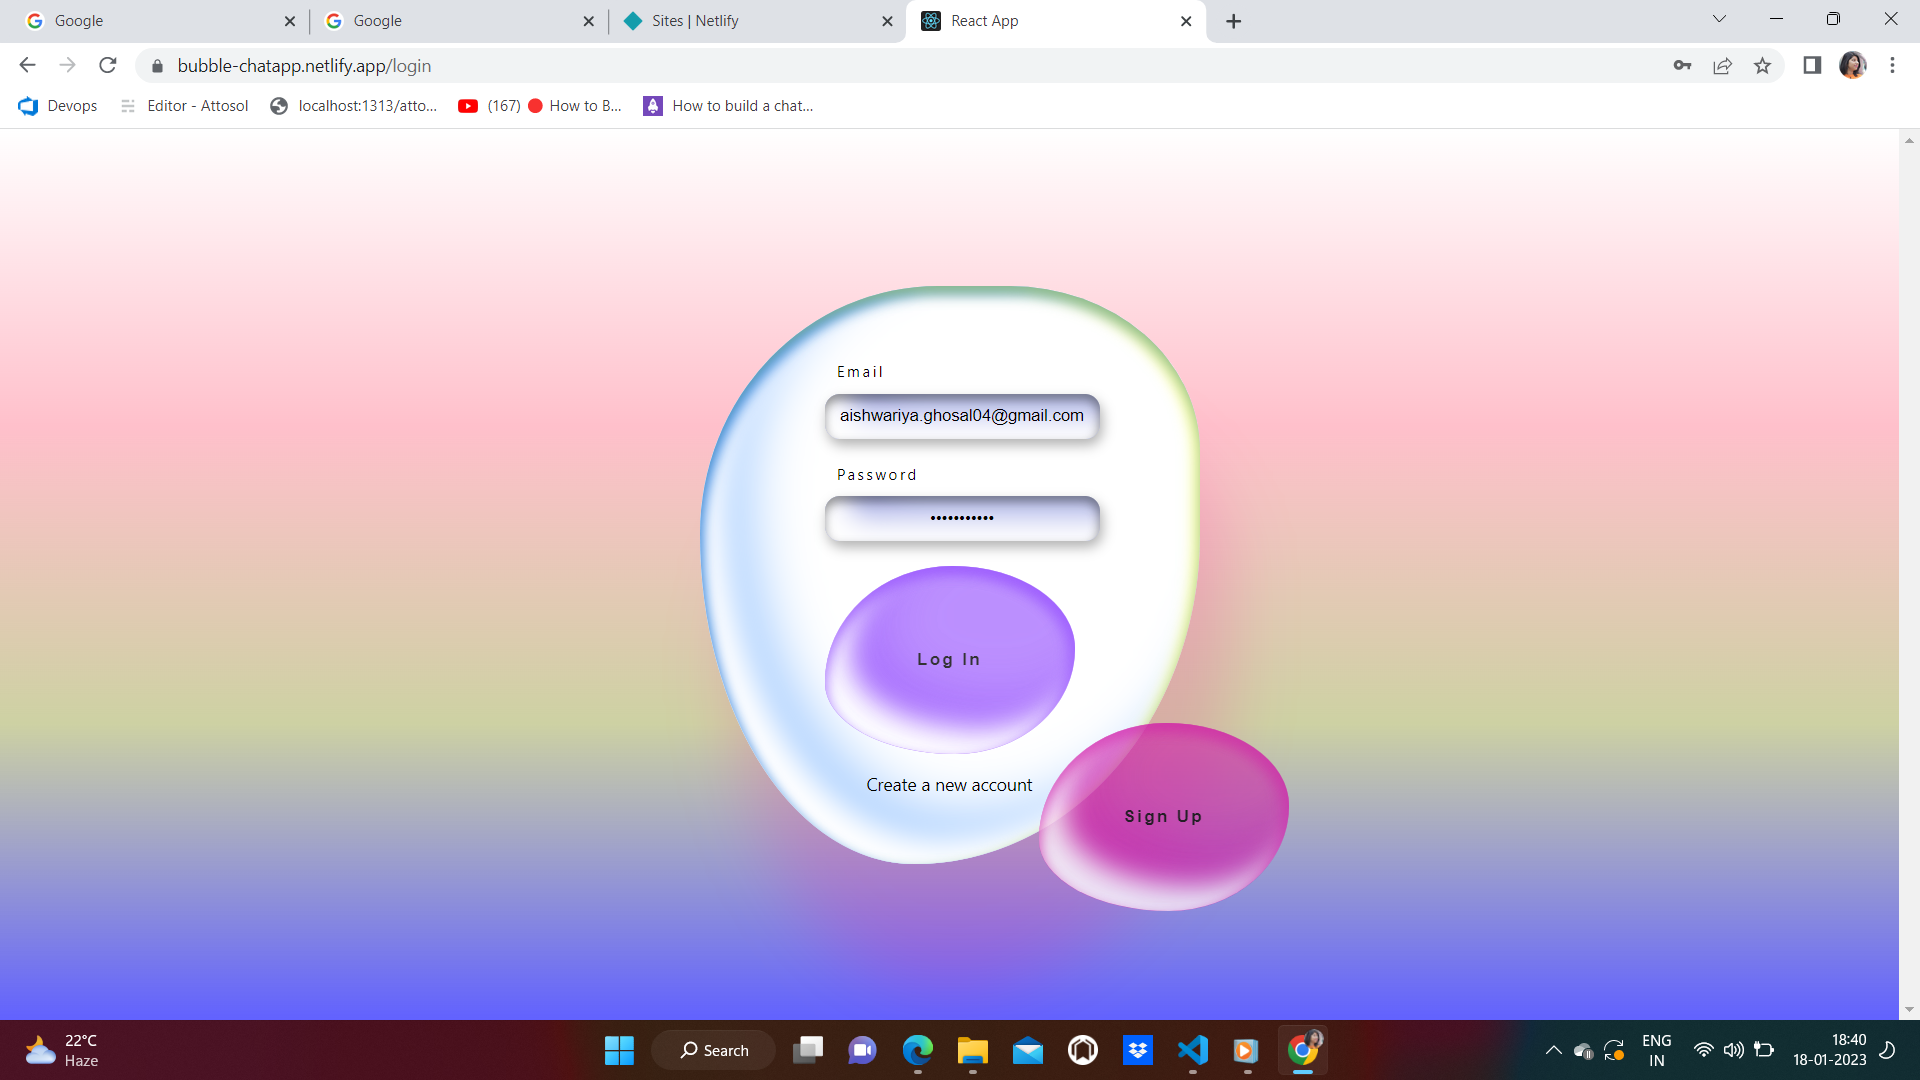 Google
Google
Sites | Netlify
React App
bubble-chatapp.netlify.app/login
Devops
Editor - Attosol
localhost:1313/atto...
(167) How to B...
How to build a chat...
Email
aishwariya.ghosal04@gmail.com
Password
•••••••••••
Log In
Create a new account
Sign Up
22°C
Haze
Search
ENG
IN
18:40
18-01-2023